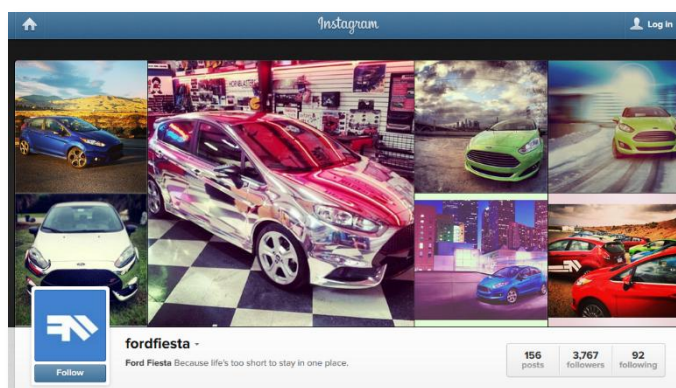 Instagram
Log in
HORNBLASTERS
fordfiesta
Ford Fiesta Because life's too short to stay in one place.
156
posts
3,767
followers
92
following
Follow